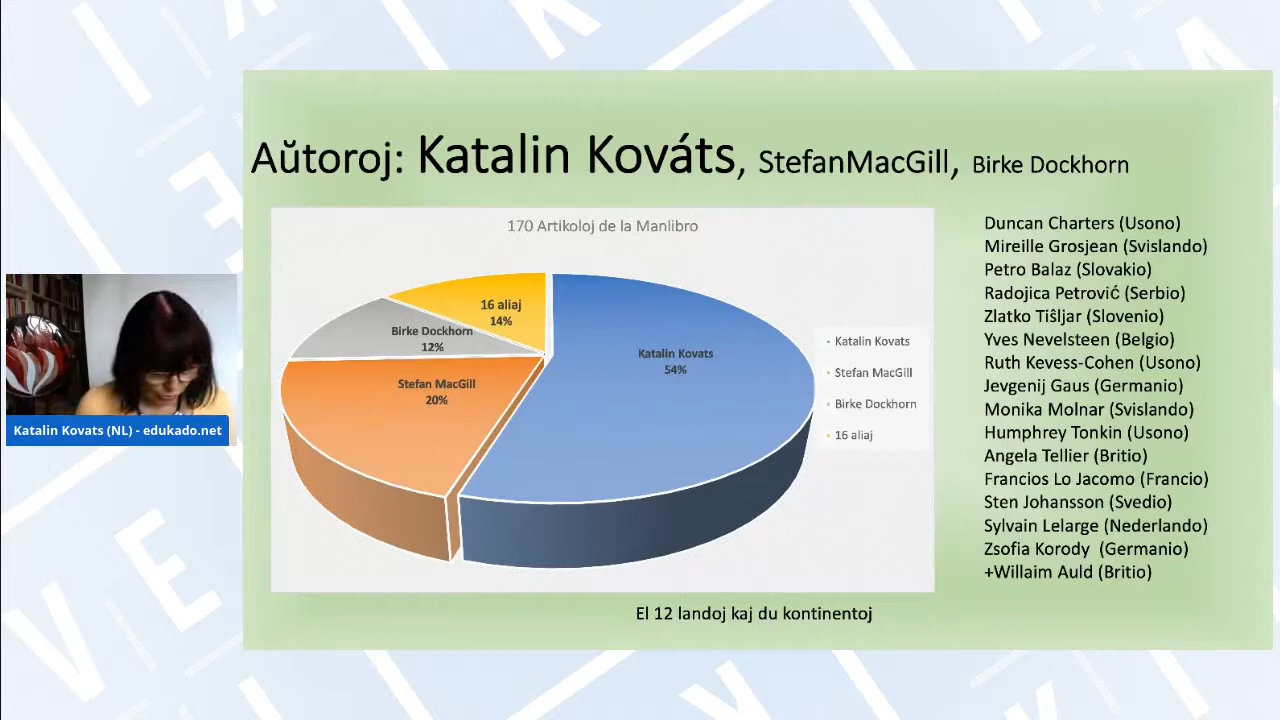 Aŭtoroj: Katalin Kováts, StefanMacGill, Birke Dockhorn
170 Artikoloj de la Manlibro
16 aliaj
14%
Birke Dockhorn
12%
Katalin Kovats
54%
Stefan MacGill
20%
Katalin Kovats
Stefan MacGill
Birke Dockhorn
16 aliaj
Duncan Charters (Usono)
Mireille Grosjean (Svislando)
Petro Balaz (Slovakio)
Radojica Petrović (Serbio)
Zlatko Tiŝljar (Slovenio)
Yves Nevelsteen (Belgio)
Ruth Kevess-Cohen (Usono)
Jevgenij Gaus (Germanio)
Monika Molnar (Svislando)
Humphrey Tonkin (Usono)
Angela Tellier (Britio)
Francios Lo Jacomo (Francio)
Sten Johansson (Svedio)
Sylvain Lelarge (Nederlando)
Zsofia Korody (Germanio)
+Willaim Auld (Britio)
El 12 landoj kaj du kontinentoj
Katalin Kovats (NL) - edukado.net